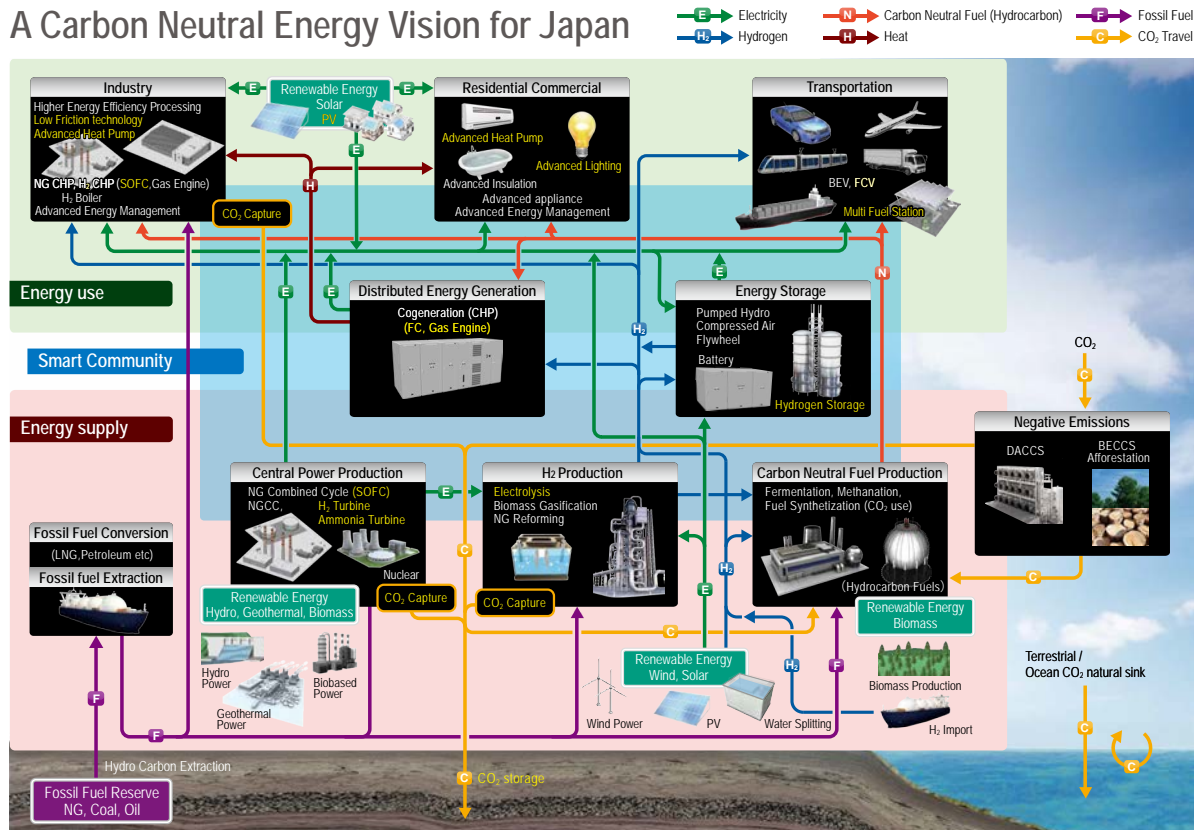 A Carbon Neutral Energy Vision for Japan
E Electricity
N Carbon Neutral Fuel (Hydrocarbon)
F Fossil Fuel
H₂ Hydrogen
H Heat
C CO₂ Travel
Industry
Higher Energy Efficiency Processing
Low Friction technology
Advanced Heat Pump
NG CHP, H₂ CHP (SOFC,Gas Engine)
H₂ Boiler
Advanced Energy Management
CO₂ Capture
E
Renewable Energy
Solar
PV
E
E
H
Residential Commercial
Advanced Heat Pump
Advanced Lighting
Advanced Insulation
Advanced appliance
Advanced Energy Management
Transportation
BEV, FCV
Multi Fuel Station
Energy use
E
E
E
N
Distributed Energy Generation
Cogeneration (CHP)
(FC, Gas Engine)
H₂
Energy Storage
Pumped Hydro
Compressed Air
Flywheel
Battery
Hydrogen Storage
Smart Community
CO₂
C
Energy supply
Negative Emissions
DACCS
BECCS
Afforestation
Central Power Production
NG Combined Cycle (SOFC)
NGCC,
H₂ Turbine
Ammonia Turbine
Nuclear
CO₂ Capture
E
H₂ Production
Electrolysis
Biomass Gasification
NG Reforming
CO₂ Capture
C
E
H₂
Carbon Neutral Fuel Production
Fermentation, Methanation,
Fuel Synthetization (CO₂ use)
(Hydrocarbon Fuels)
C
Fossil Fuel Conversion
(LNG,Petroleum etc)
Fossil fuel Extraction
Renewable Energy
Hydro, Geothermal, Biomass
Hydro
Power
Geothermal
Power
Biobased
Power
C
Renewable Energy
Wind, Solar
Wind Power
PV
Water Splitting
H₂
F
Renewable Energy
Biomass
Biomass Production
H₂ Import
Terrestrial /
Ocean CO₂ natural sink
C
C
F
F
Hydro Carbon Extraction
Fossil Fuel Reserve
NG, Coal, Oil
C CO₂ storage